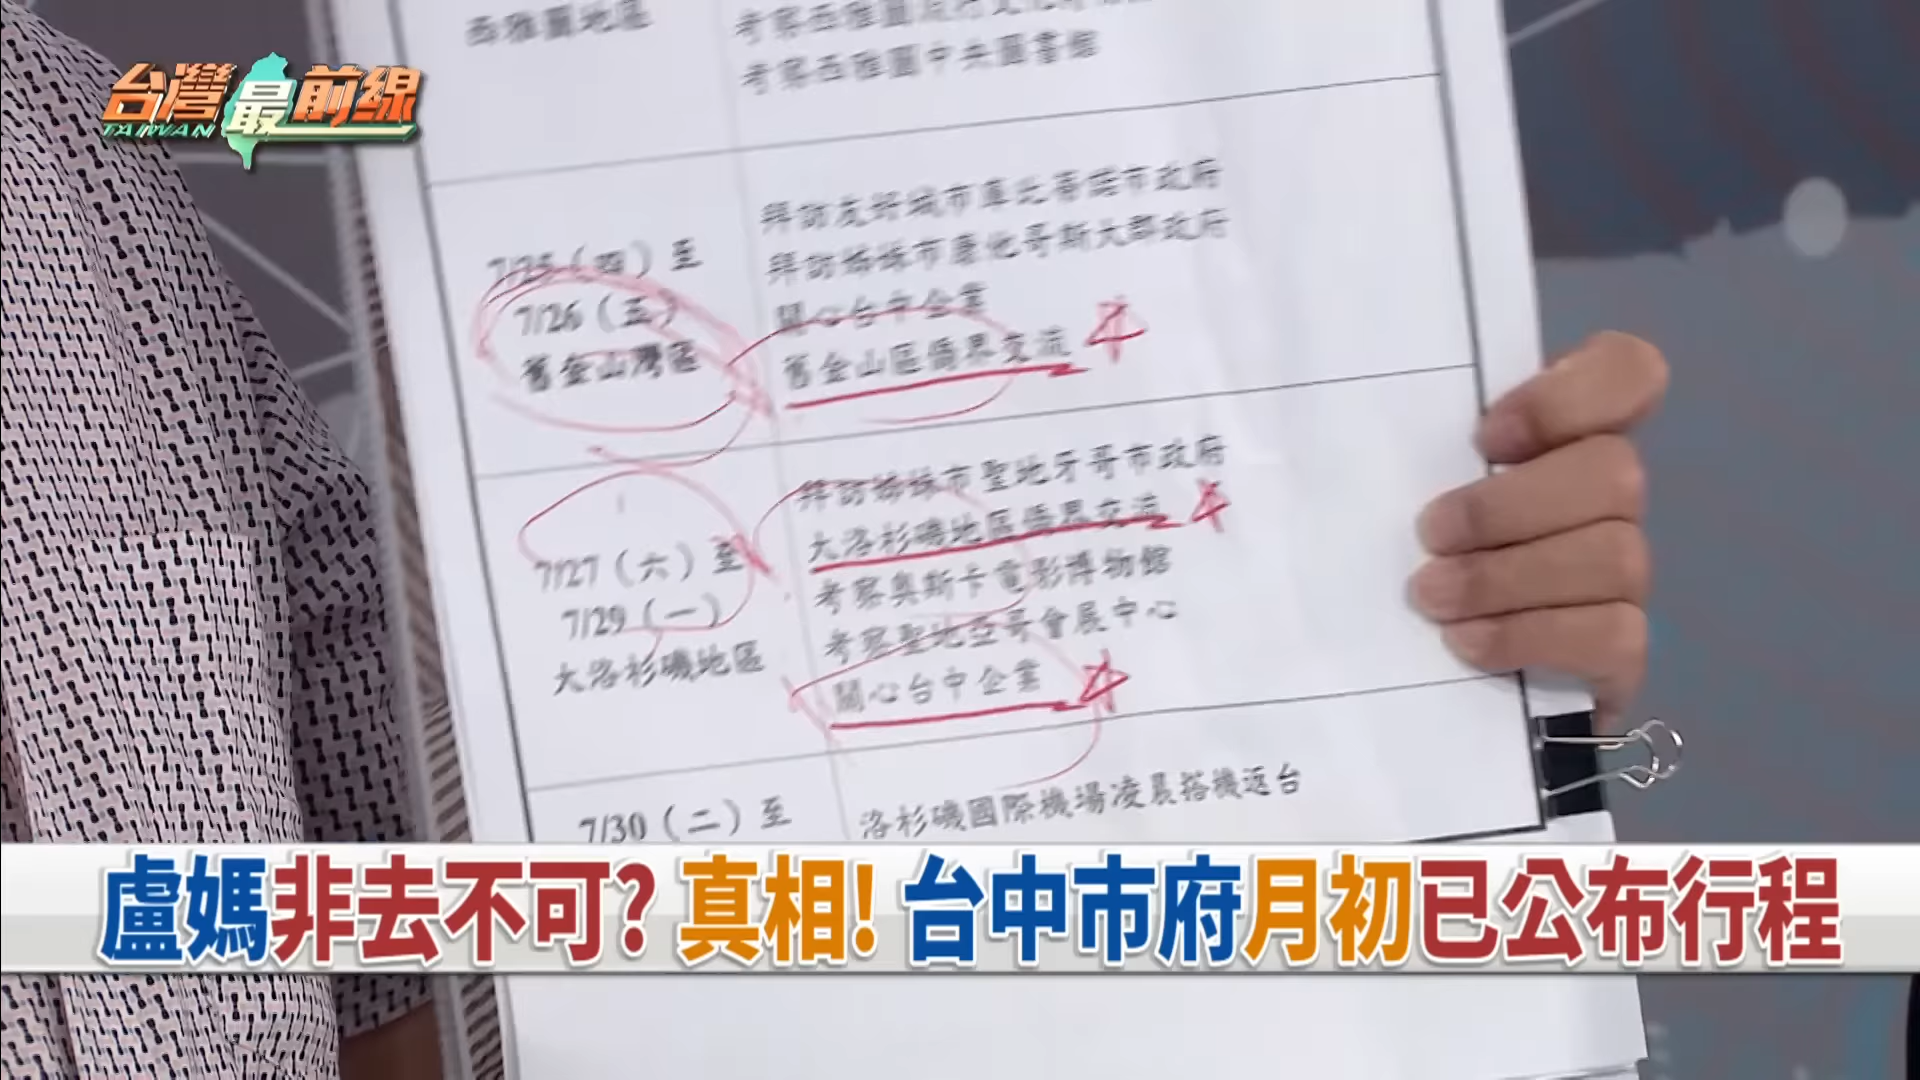 台灣最前線
TAIWAN
西雅圖地區
考察西雅圖中央圖書館
7/25（四）至
7/26（五）
舊金山灣區
拜訪友好城市庫比蒂諾市政府
拜訪姊妹市康他哥斯大郡政府
關心台中企業
舊金山區僑界交流
7/27（六）至
7/29（一）
大洛杉磯地區
拜訪姊妹市聖地牙哥市政府
大洛杉磯地區僑界交流
考察奧斯卡電影博物館
考察聖地亞哥會展中心
關心台中企業
7/30（二）至
洛杉磯國際機場凌晨搭機返台
盧媽非去不可? 真相! 台中市府月初已公布行程